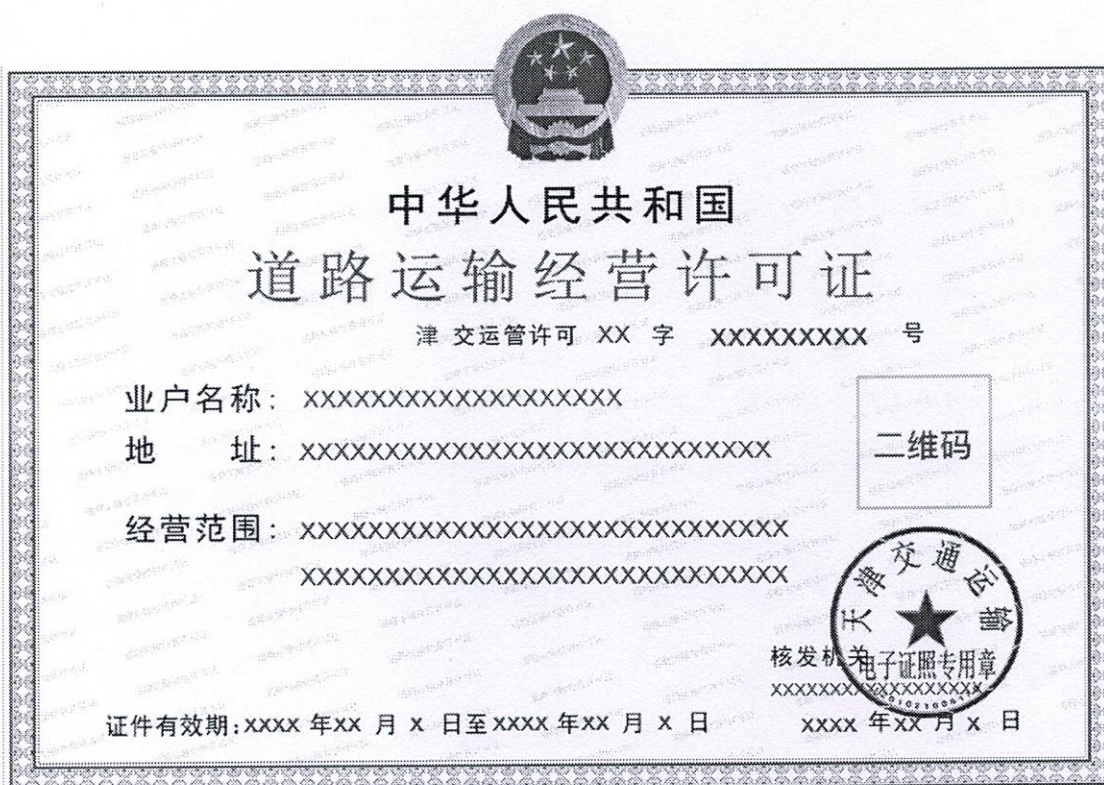 中华人民共和国
道路运输经营许可证
津 交运管许可 XX 字 XXXXXXXXX 号
业户名称: XXXXXXXXXXXXXXXXXXX
地 址: XXXXXXXXXXXXXXXXXXXXXXXXXXXX
二维码
经营范围: XXXXXXXXXXXXXXXXXXXXXXXXXXXXX
XXXXXXXXXXXXXXXXXXXXXXXXXXXXX
天津交通运输
核发机关
电子证照专用章
XXXXXXXXXXXXXXXXXX
证件有效期:XXXX 年XX 月 X 日至XXXX 年XX 月 X 日
XXXX 年XX 月 X 日